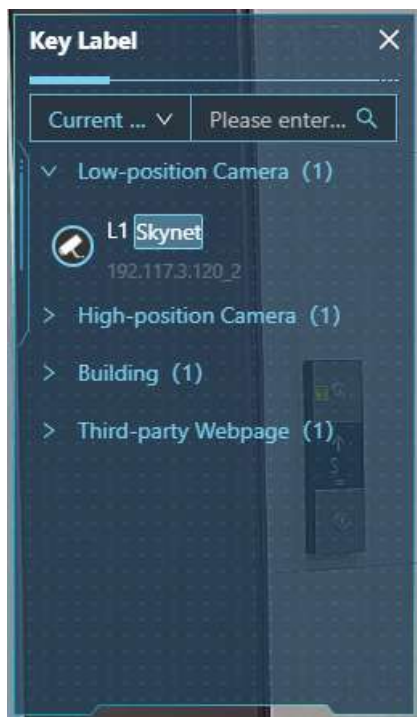 Key Label
Current ... Please enter...
Low-position Camera (1)
L1 Skynet
192.117.3.120_2
High-position Camera (1)
Building (1)
Third-party Webpage (1)